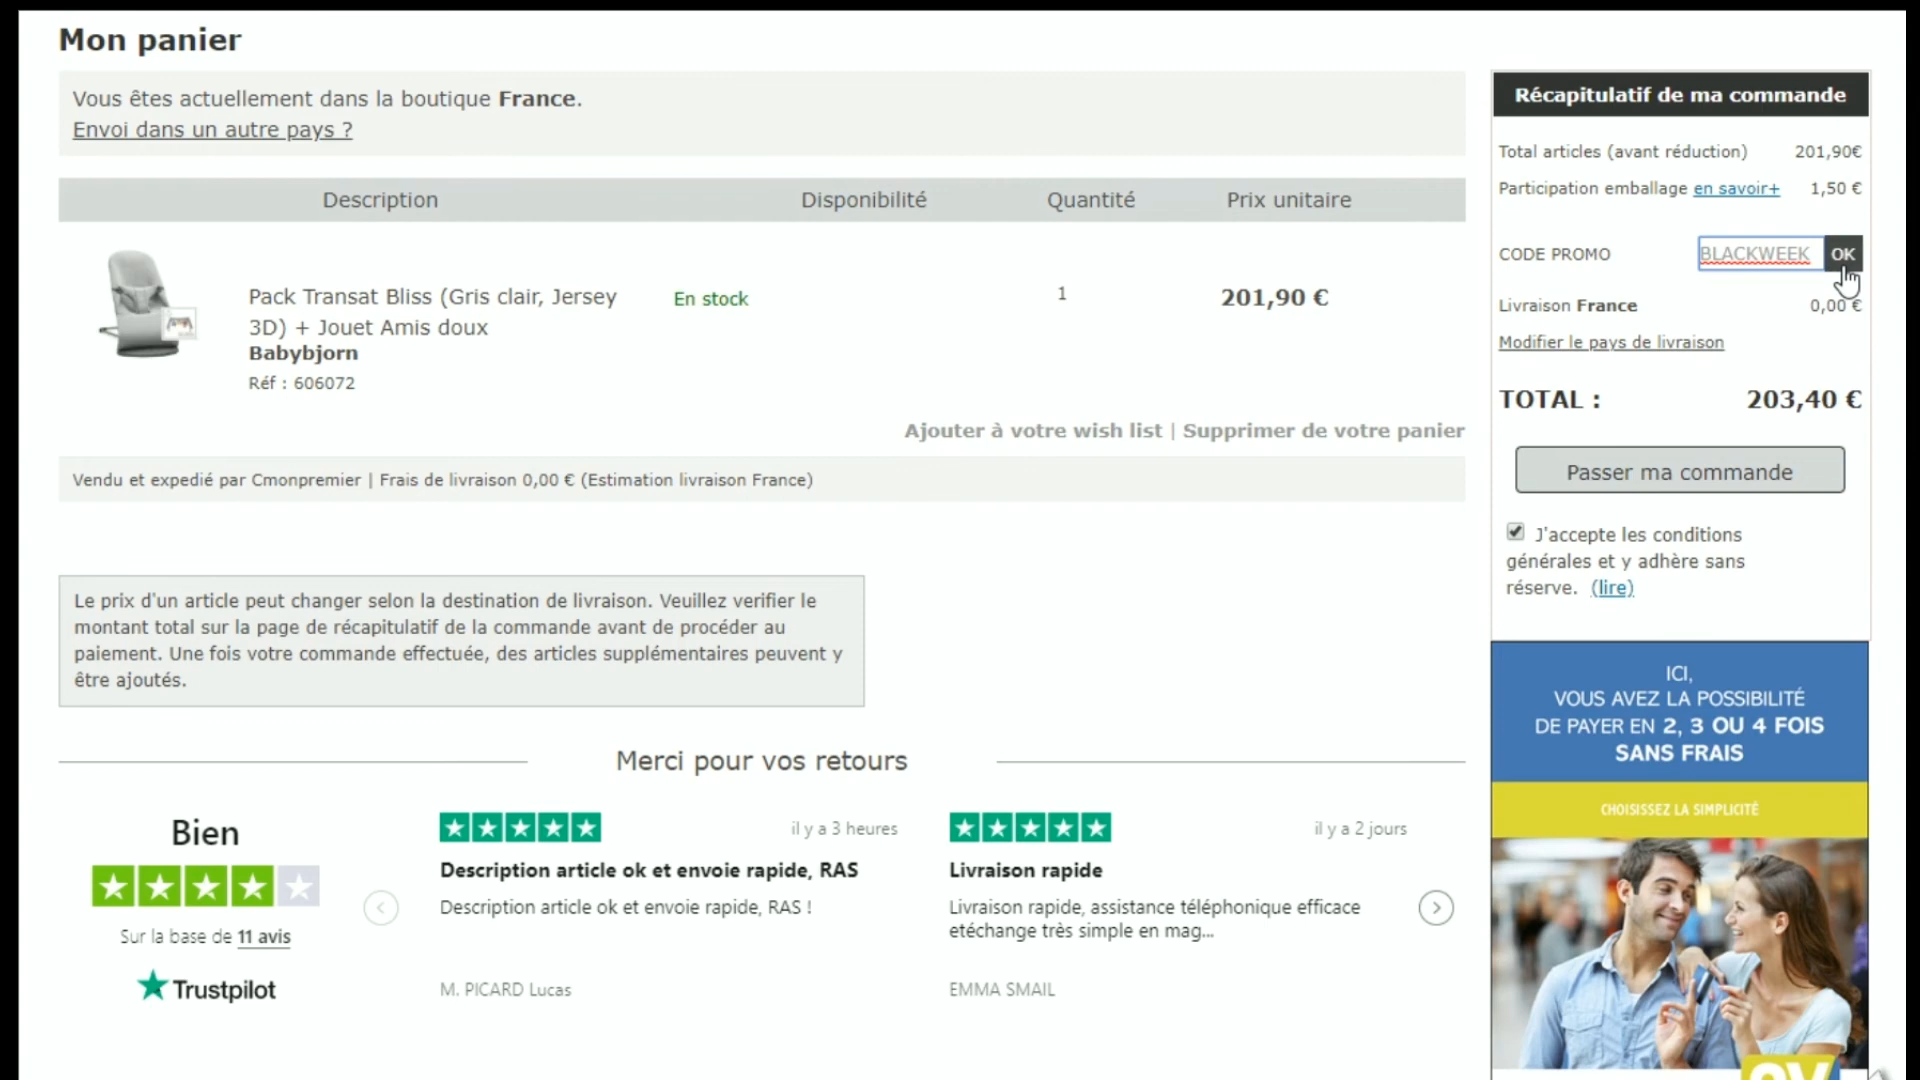 Mon panier
Vous êtes actuellement dans la boutique France.
Envoi dans un autre pays ?
Description Disponibilité Quantité Prix unitaire
Pack Transat Bliss (Gris clair, Jersey
3D) + Jouet Amis doux
Babybjorn
Réf : 606072
En stock
1
201,90 €
Ajouter à votre wish list | Supprimer de votre panier
Vendu et expedié par Cmonpremier | Frais de livraison 0,00 € (Estimation livraison France)
Le prix d'un article peut changer selon la destination de livraison. Veuillez verifier le
montant total sur la page de récapitulatif de la commande avant de procéder au
paiement. Une fois votre commande effectuée, des articles supplémentaires peuvent y
être ajoutés.
Merci pour vos retours
Bien
Sur la base de 11 avis
Trustpilot
il y a 3 heures
Description article ok et envoie rapide, RAS
Description article ok et envoie rapide, RAS !
M. PICARD Lucas
il y a 2 jours
Livraison rapide
Livraison rapide, assistance téléphonique efficace
etéchange très simple en mag...
EMMA SMAIL
Récapitulatif de ma commande
Total articles (avant réduction) 201,90€
Participation emballage en savoir+ 1,50 €
CODE PROMO BLACKWEEK OK
Livraison France 0,00 €
Modifier le pays de livraison
TOTAL : 203,40 €
Passer ma commande
J'accepte les conditions
générales et y adhère sans
réserve. (lire)
ICI,
VOUS AVEZ LA POSSIBILITÉ
DE PAYER EN 2, 3 OU 4 FOIS
SANS FRAIS
CHOISISSEZ LA SIMPLICITÉ